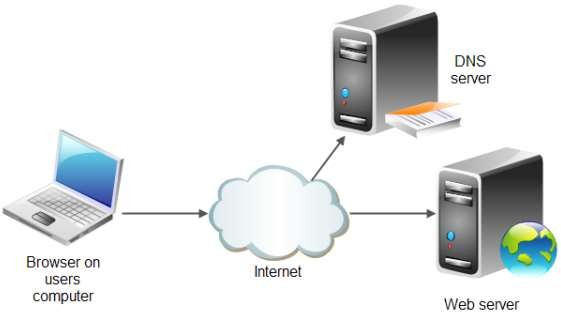 DNS
server
Browser on
users
computer
Internet
Web server